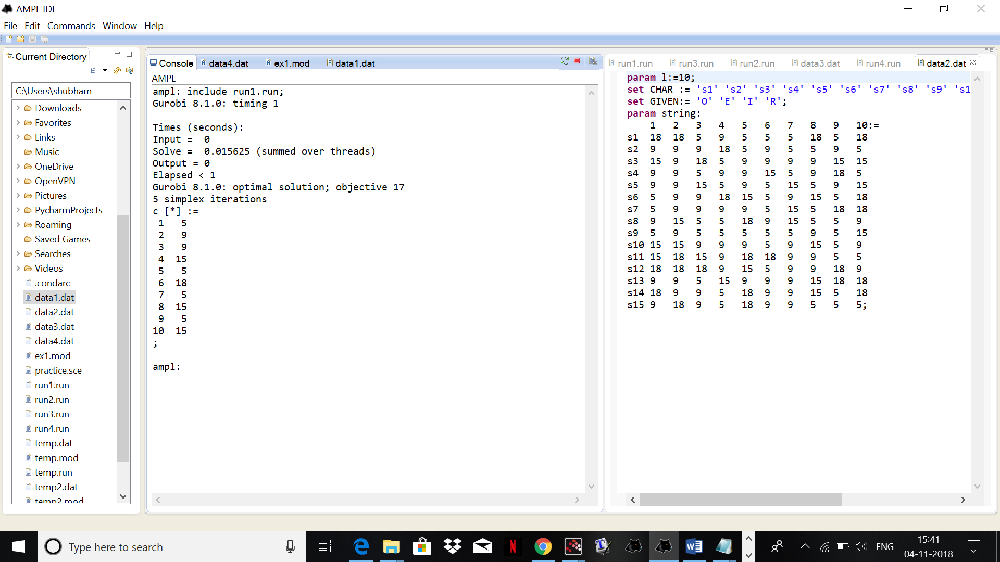 AMPL IDE
File Edit Commands Window Help
Current Directory
C:\Users\shubham
Downloads
Favorites
Links
Music
OneDrive
OpenVPN
Pictures
PycharmProjects
Roaming
Saved Games
Searches
Videos
.condarc
data1.dat
data2.dat
data3.dat
data4.dat
ex1.mod
practice.sce
run1.run
run2.run
run3.run
run4.run
temp.dat
temp.mod
temp.run
temp2.dat
temp2.mod
Console data4.dat ex1.mod data1.dat
AMPL
ampl: include run1.run;
Gurobi 8.1.0: timing 1
Times (seconds):
Input =  0
Solve =  0.015625 (summed over threads)
Output = 0
Elapsed < 1
Gurobi 8.1.0: optimal solution; objective 17
5 simplex iterations
c [*] :=
1 5
2 9
3 9
4 15
5 5
6 18
7 5
8 15
9 5
10 15
;
ampl:
run1.run run3.run run2.run data3.dat run4.run data2.dat
param l:=10;
set CHAR := 's1' 's2' 's3' 's4' 's5' 's6' 's7' 's8' 's9' 's1
set GIVEN:= 'O' 'E' 'I' 'R';
param string:
1 2 3 4 5 6 7 8 9 10:=
s1 18 18 5 9 5 5 5 18 5 18
s2 9 9 9 18 5 9 5 5 9 5
s3 15 9 18 5 9 9 9 9 15 15
s4 9 9 5 9 9 15 5 9 18 5
s5 9 9 15 5 9 5 15 5 9 15
s6 5 9 9 18 15 5 9 15 5 18
s7 5 9 9 9 9 5 15 5 18 18
s8 9 15 5 5 18 9 15 5 5 9
s9 5 9 5 5 5 5 5 9 5 15
s10 15 15 9 9 9 5 9 15 5 9
s11 15 18 15 9 18 18 9 9 5 5
s12 18 18 18 9 15 5 9 9 18 9
s13 9 9 5 15 9 9 9 15 18 18
s14 18 9 9 5 18 9 9 15 5 18
s15 9 18 9 5 18 9 9 5 5 5;
Type here to search
ENG
15:41
04-11-2018